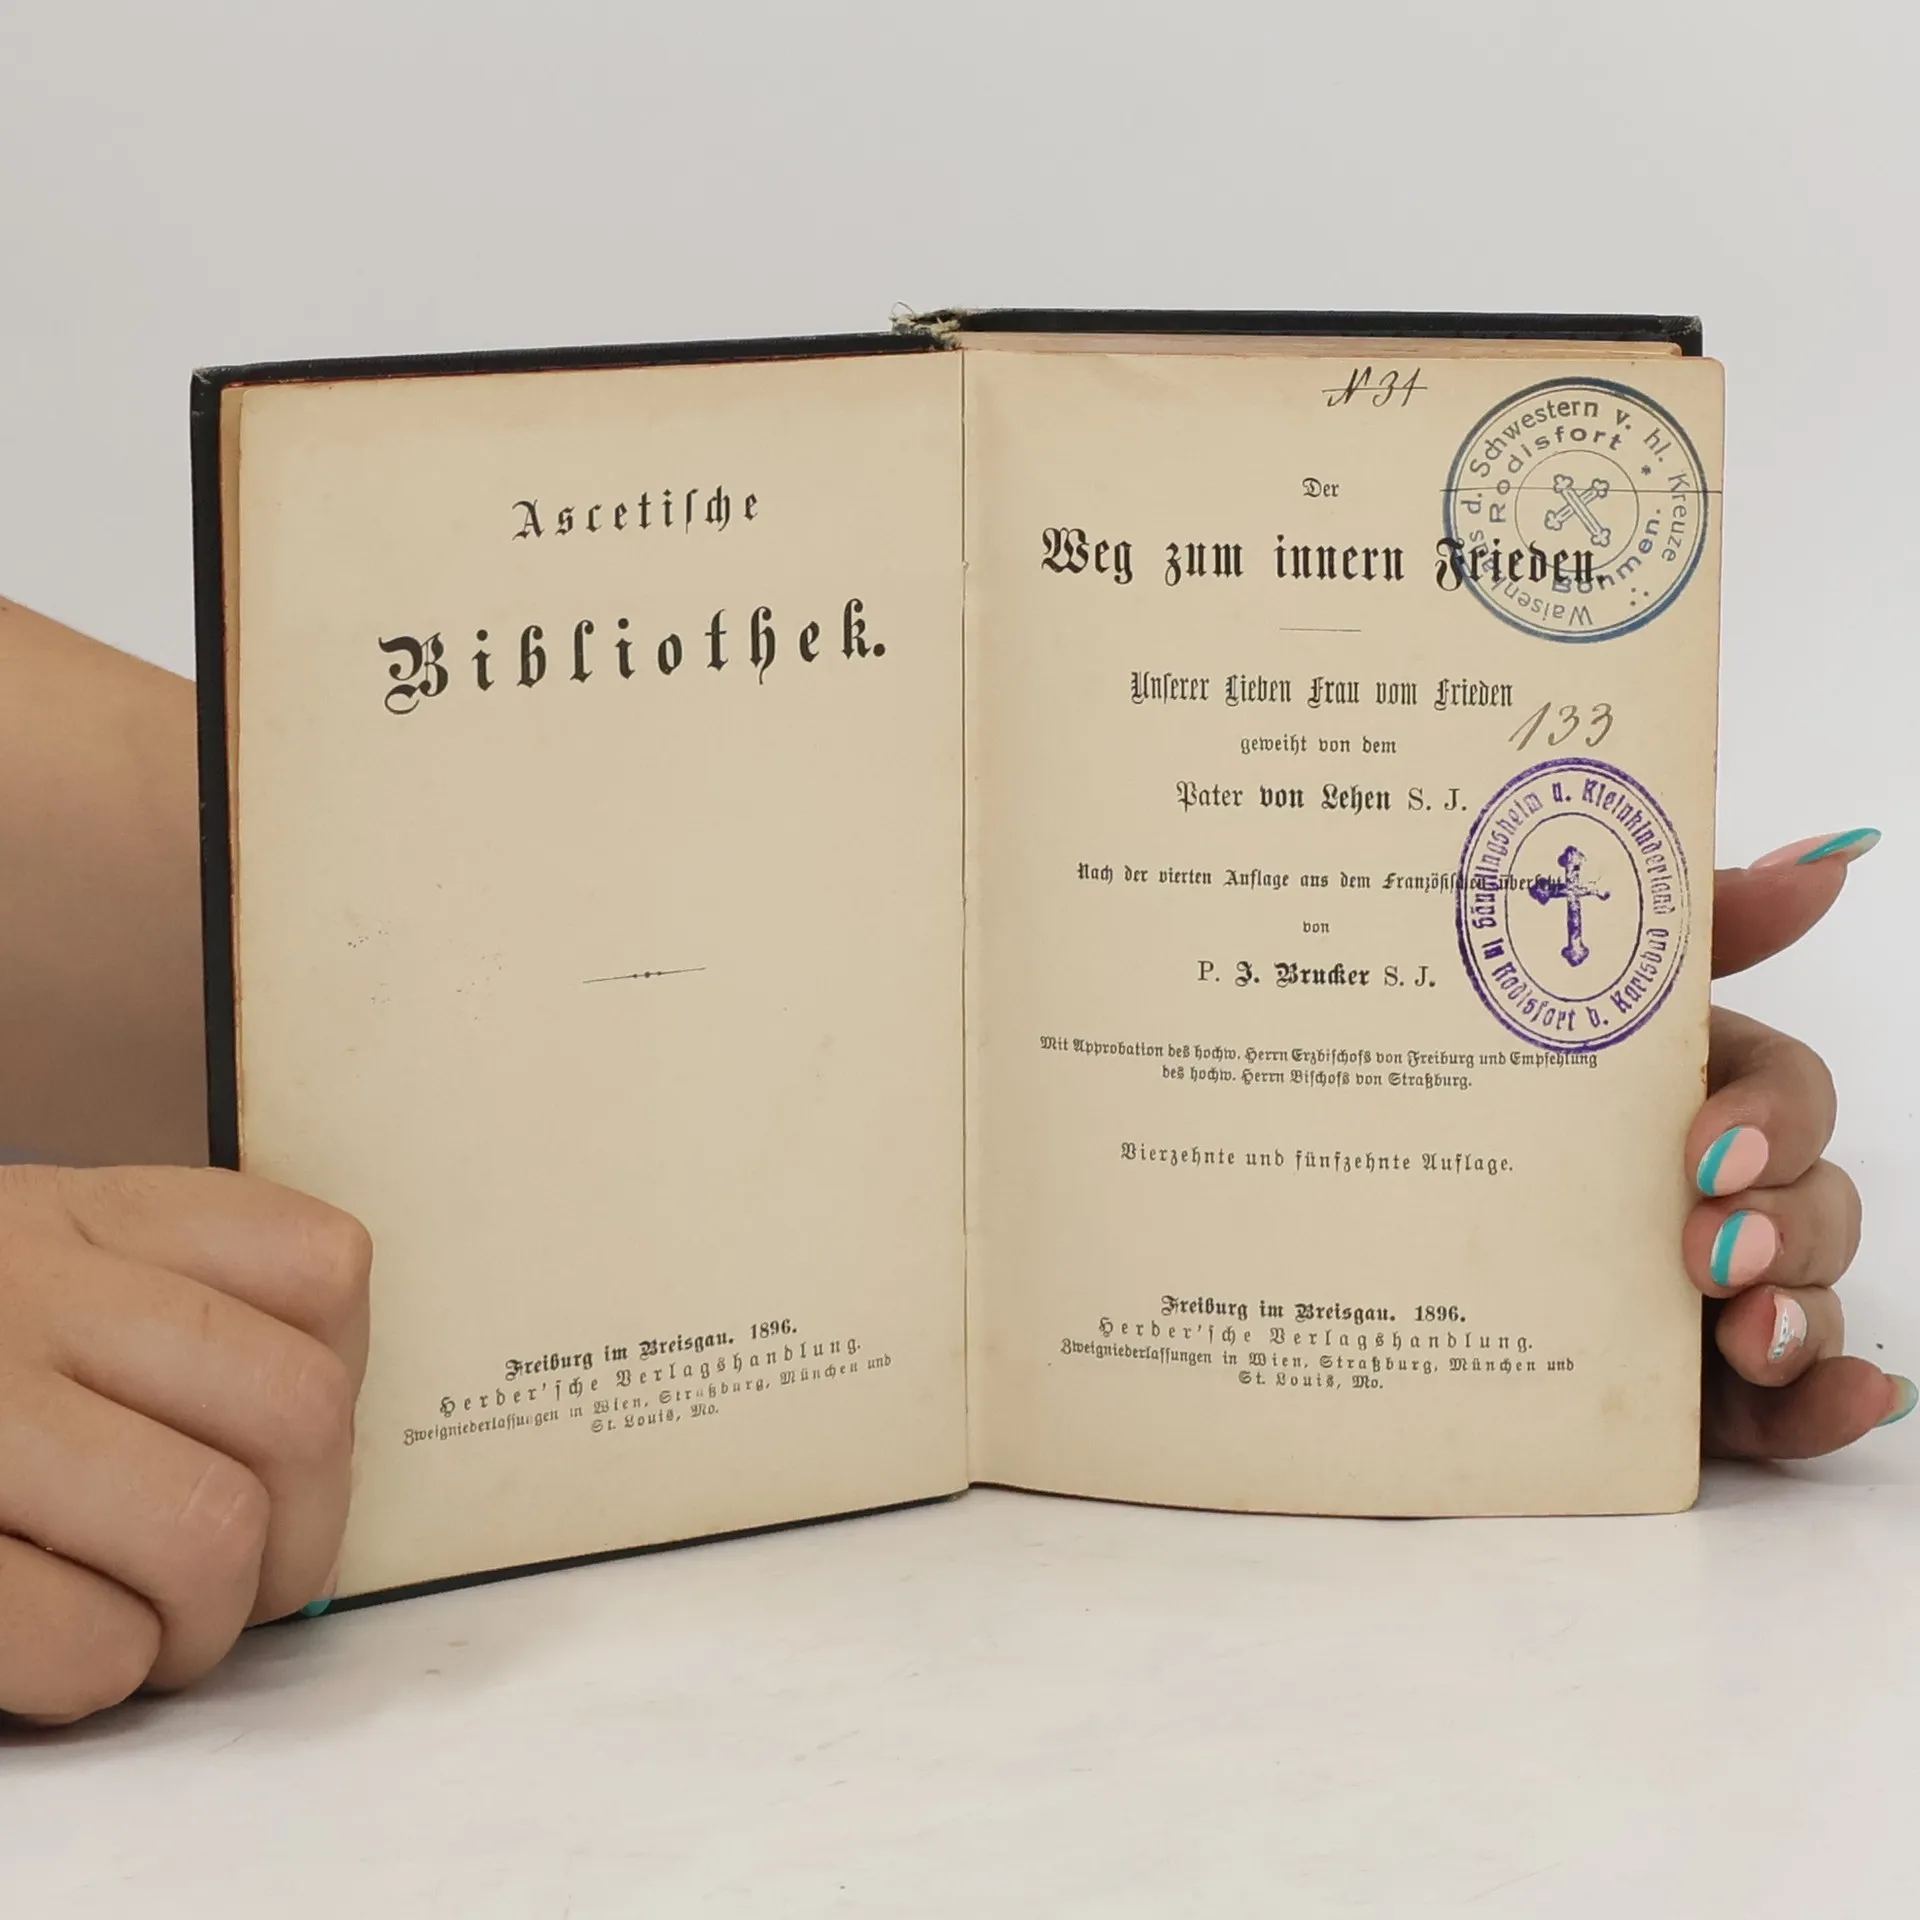 Ascetische
Bibliothek.
Freiburg im Breisgau. 1896.
Herder'sche Verlagshandlung.
Zweigniederlassungen in Wien, Straßburg, München und
St. Louis, Mo.
N 31
Waisenhaus d. Schwestern v. hl. Kreuze
Rodisfort * Böhmen.
Der
Weg zum innern Frieden.
Unserer Lieben Frau vom Frieden
133
geweiht von dem
Pater von Lehen S. J.
Säuglingsheim u. Kleinkinderland
in Rodisfort b. Karlsbad
Nach der vierten Auflage aus dem Französischen übersetzt
von
P. J. Brucker S. J.
Mit Approbation des hochw. Herrn Erzbischofs von Freiburg und Empfehlung
des hochw. Herrn Bischofs von Straßburg.
Vierzehnte und fünfzehnte Auflage.
Freiburg im Breisgau. 1896.
Herder'sche Verlagshandlung.
Zweigniederlassungen in Wien, Straßburg, München und
St. Louis, Mo.